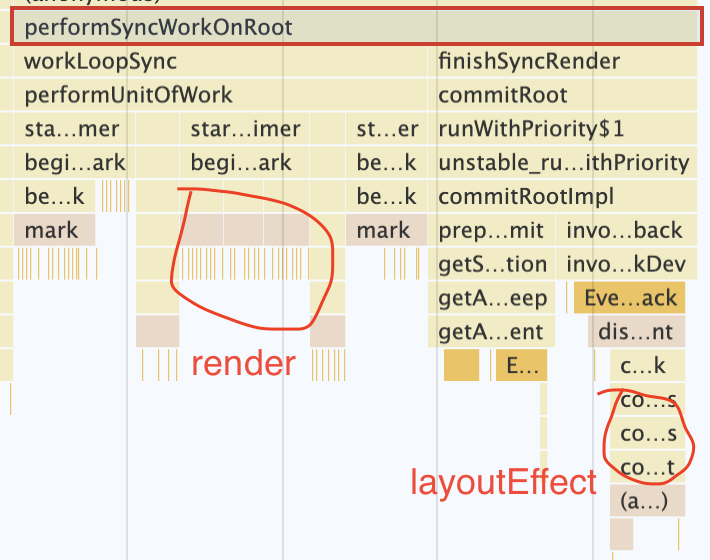 (anonymous)
performSyncWorkOnRoot
workLoopSync finishSyncRender
performUnitOfWork commitRoot
sta…mer star…imer st…er runWithPriority$1
begi…ark begi…ark be…k unstable_ru…ithPriority
be…k be…k commitRootImpl
mark mark prep…mit invo…back
getS…tion invo…kDev
getA…eep Eve…ack
getA…ent dis…nt
render E… c…k
co…s
co…s
layoutEffect co…t
(a…)